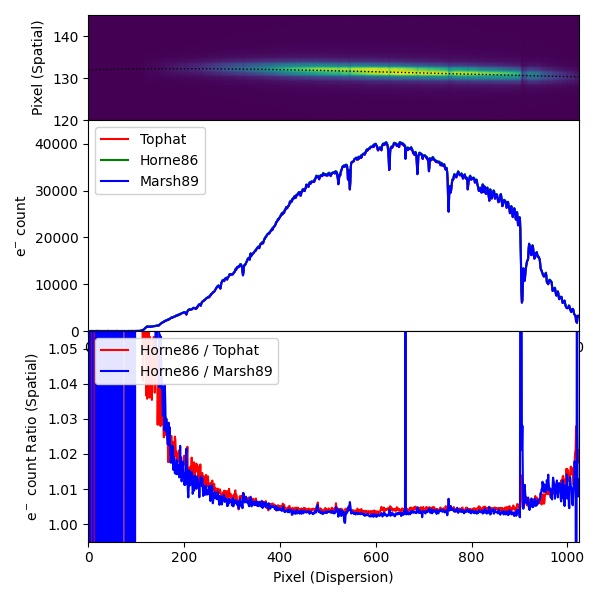 140
130
120
Pixel (Spatial)
Tophat
Horne86
Marsh89
40000
30000
20000
10000
0
e⁻ count
Horne86 / Tophat
Horne86 / Marsh89
1.05
1.04
1.03
1.02
1.01
1.00
e⁻ count Ratio (Spatial)
0 200 400 600 800 1000
Pixel (Dispersion)